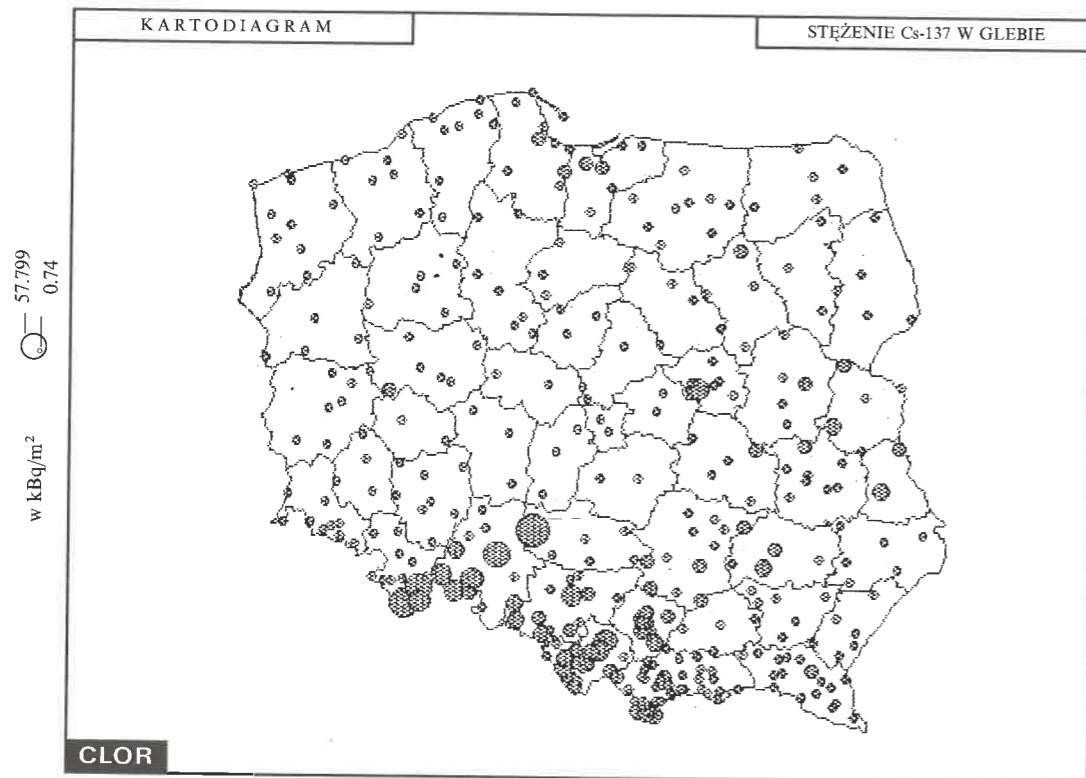 KARTODIAGRAM
STĘŻENIE Cs-137 W GLEBIE
57.799
0.74
w kBq/m²
CLOR